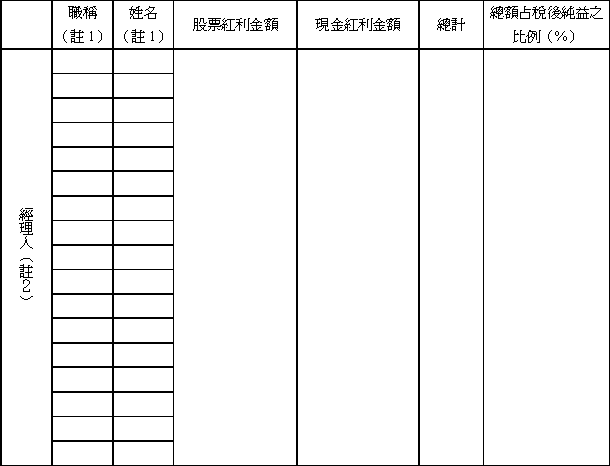 職稱
（註1）
姓名
（註1）
股票紅利金額
現金紅利金額
總計
總額占稅後純益之
比例（%）
經理人（註2）